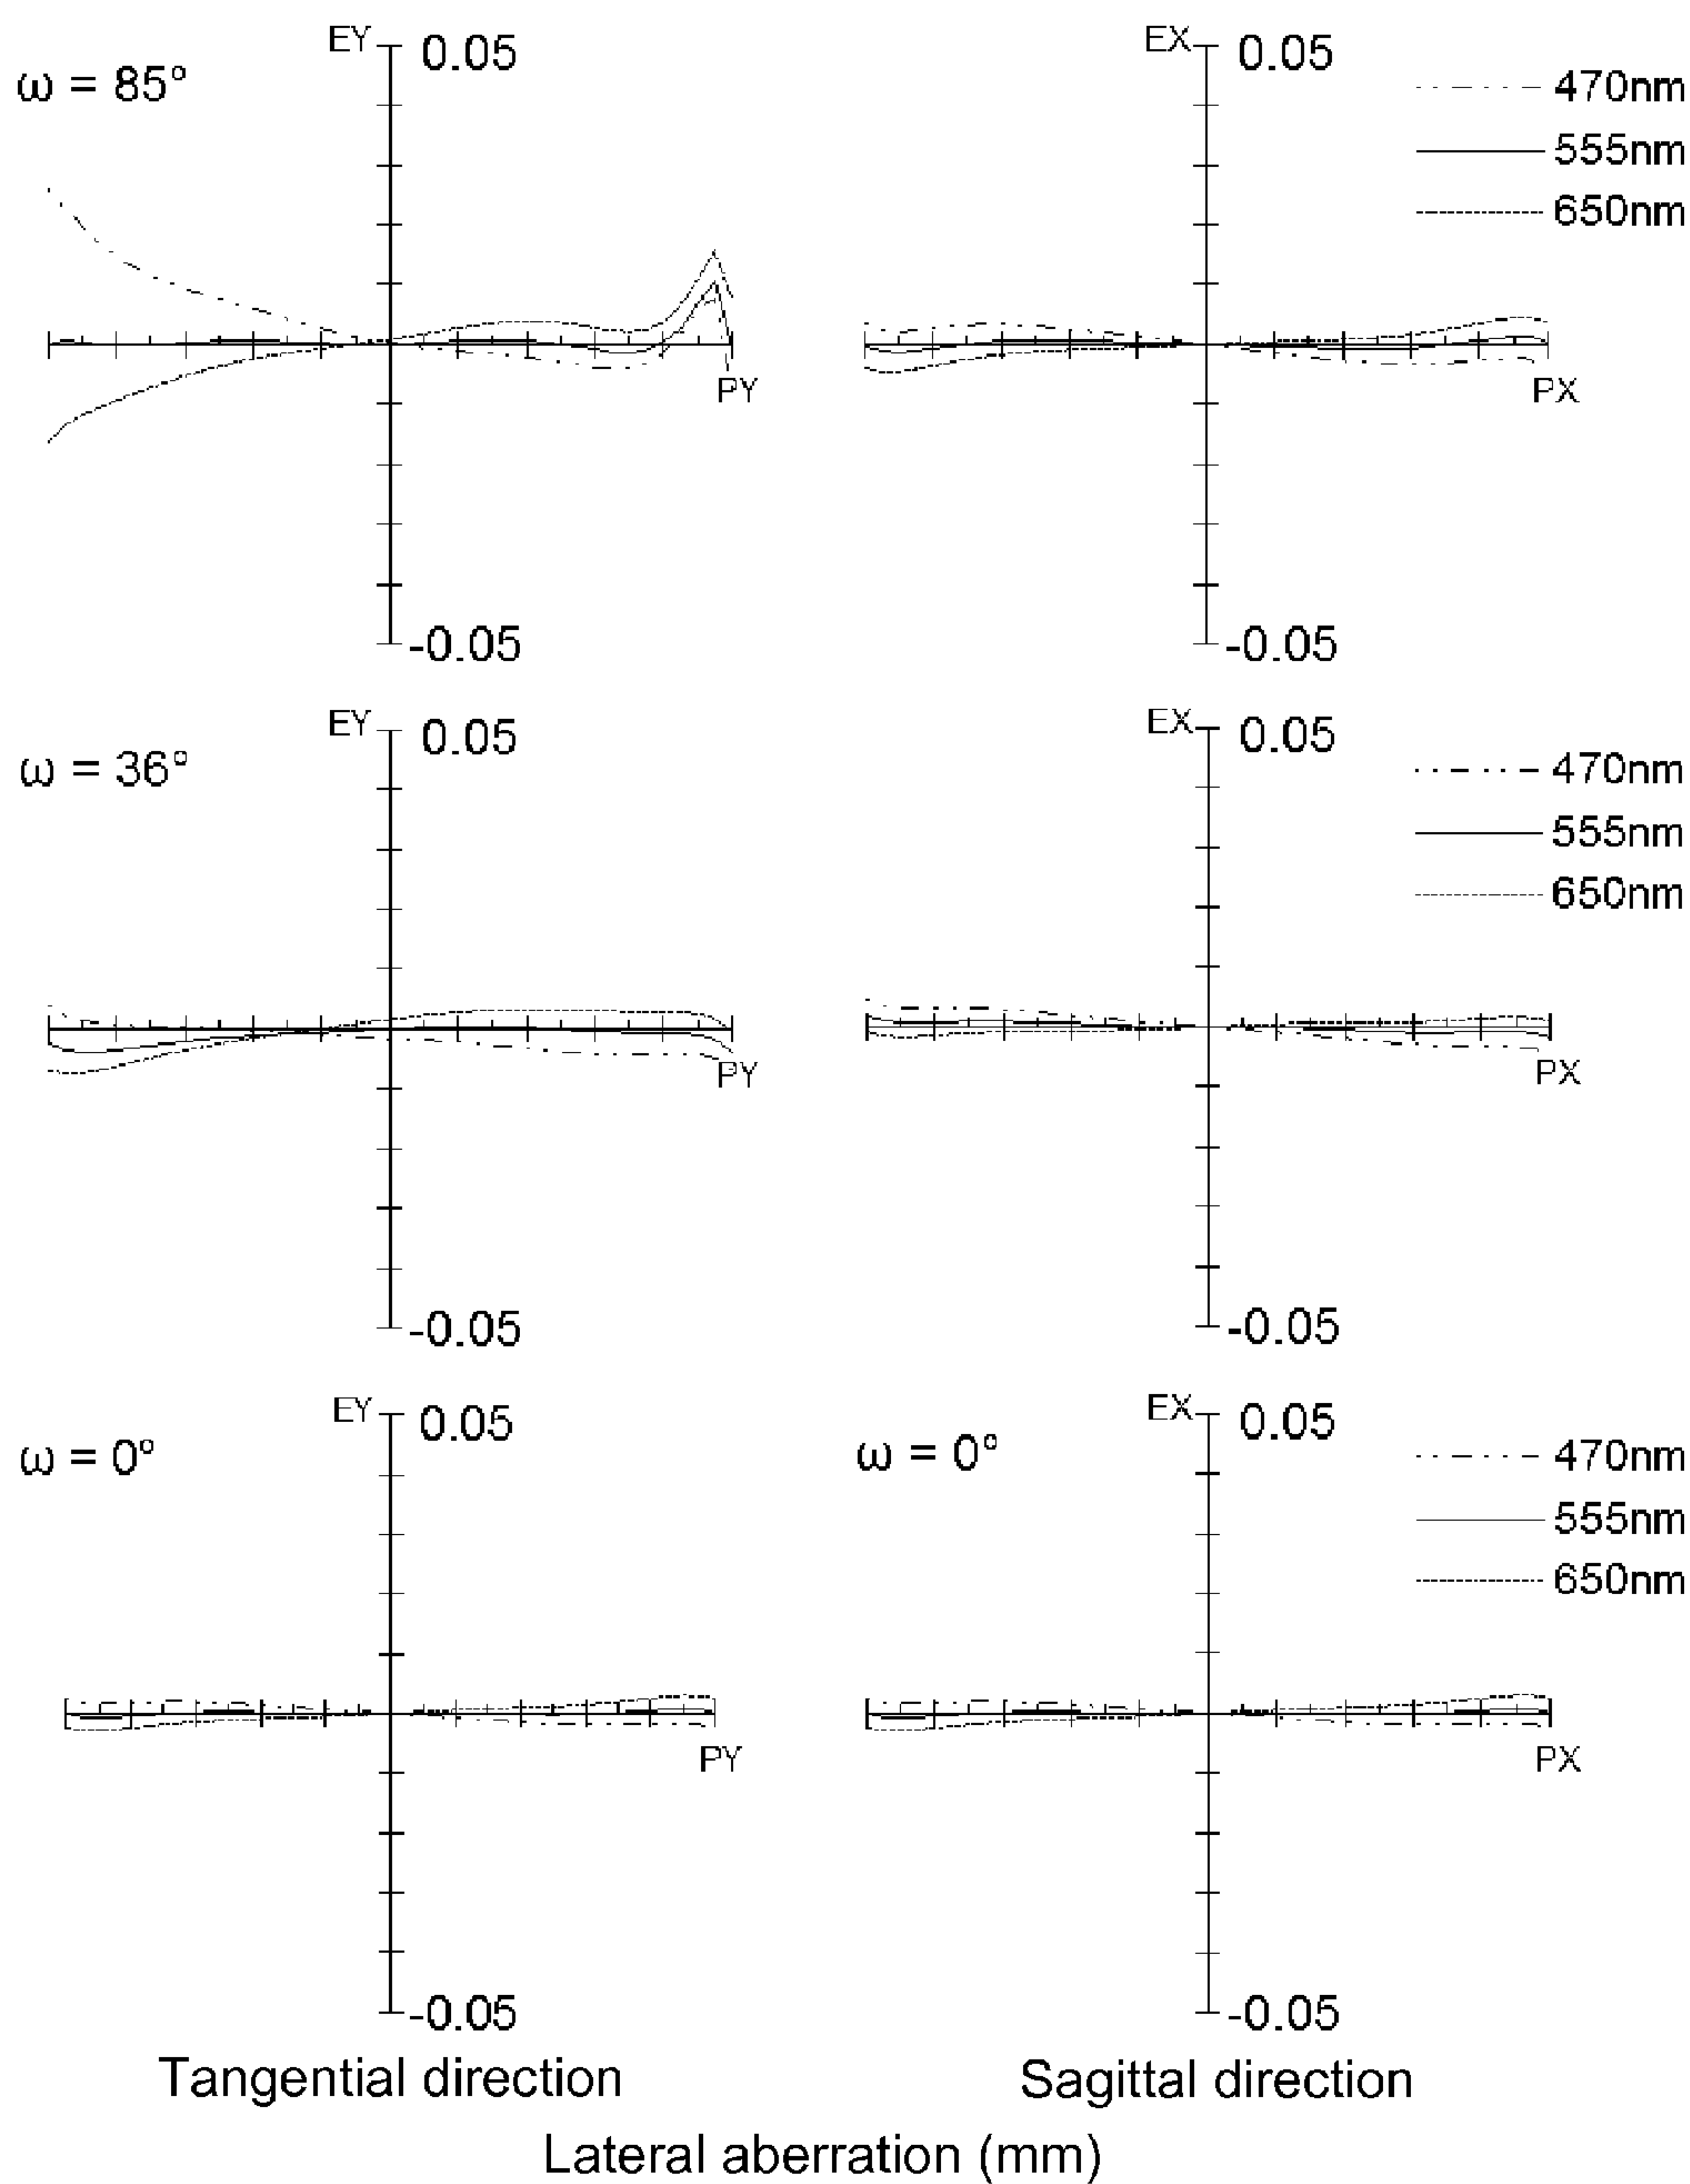 EY 0.05 EX 0.05
ω = 85° 470nm
555nm
650nm
PY PX
-0.05 -0.05
EY 0.05 EX 0.05
ω = 36° 470nm
555nm
650nm
PY PX
-0.05 -0.05
EY 0.05 EX 0.05
ω = 0° ω = 0° 470nm
555nm
650nm
PY PX
-0.05 -0.05
Tangential direction Sagittal direction
Lateral aberration (mm)